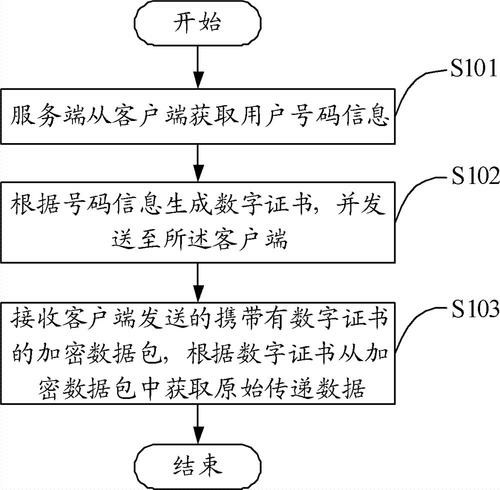 开始
S101
服务端从客户端获取用户号码信息
S102
根据号码信息生成数字证书，并发
送至所述客户端
S103
接收客户端发送的携带有数字证书
的加密数据包，根据数字证书从加
密数据包中获取原始传递数据
结束